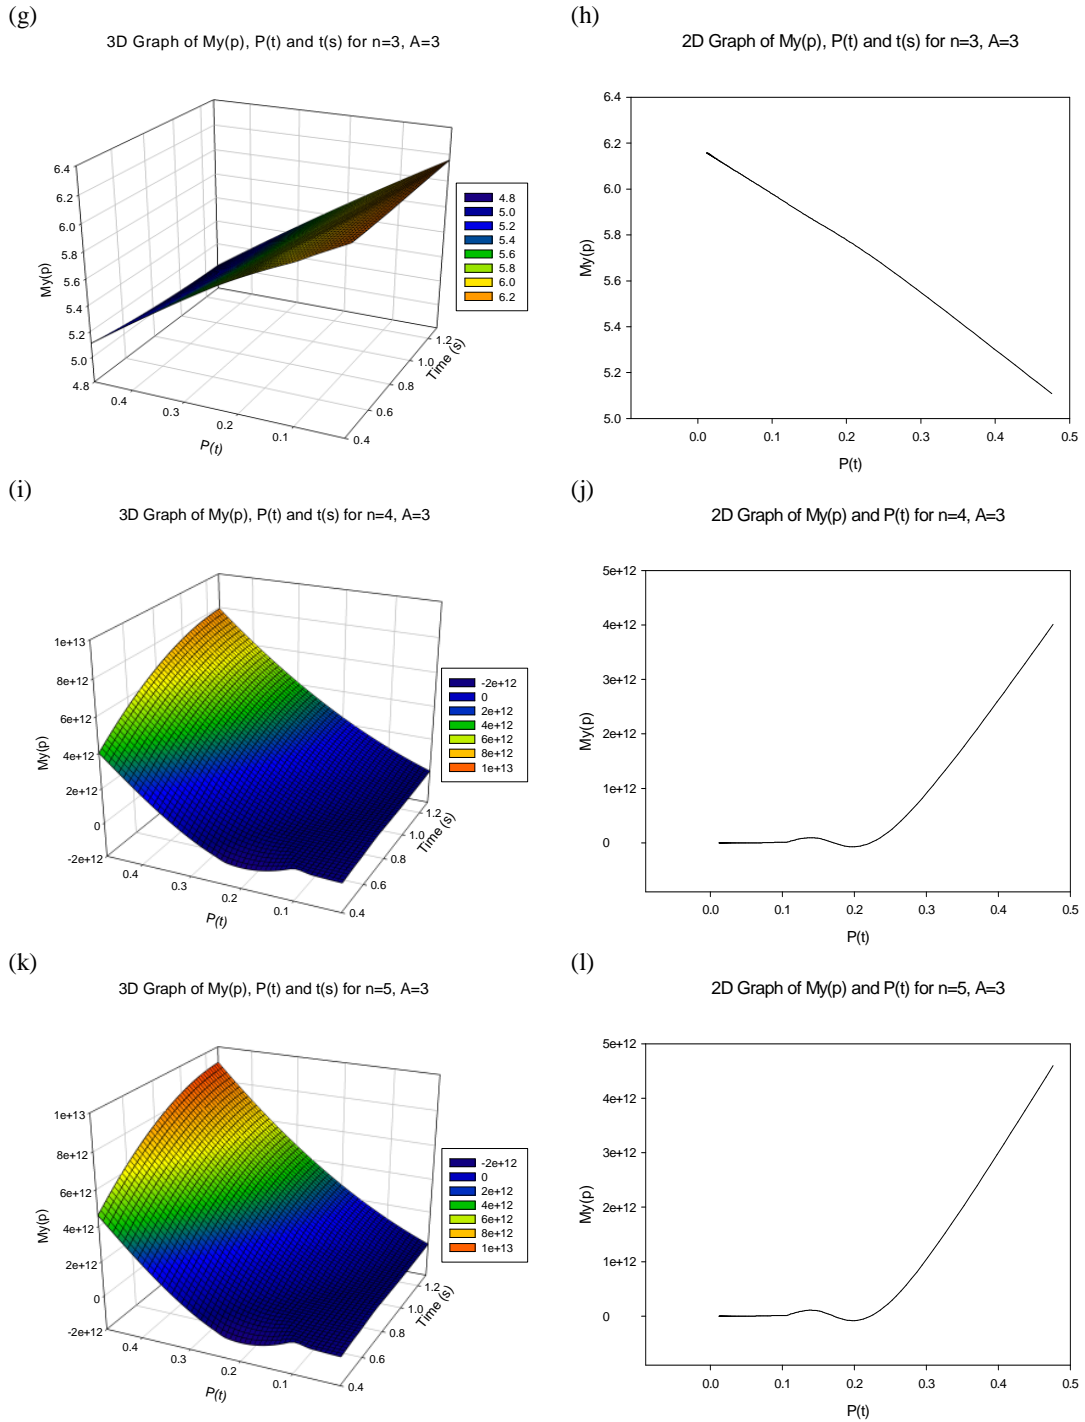 (g)
3D Graph of My(p), P(t) and t(s) for n=3, A=3
6.4
6.2
6.0
5.8
5.6
5.4
5.2
5.0
4.8
My(p)
0.4
0.3
0.2
0.1
P(t)
0.4
0.6
0.8
1.0
1.2
Time (s)
4.8
5.0
5.2
5.4
5.6
5.8
6.0
6.2
(h)
2D Graph of My(p), P(t) and t(s) for n=3, A=3
6.4
6.2
6.0
5.8
5.6
5.4
5.2
5.0
My(p)
0.0 0.1 0.2 0.3 0.4 0.5
P(t)
(i)
3D Graph of My(p), P(t) and t(s) for n=4, A=3
1e+13
8e+12
6e+12
4e+12
2e+12
0
-2e+12
My(p)
0.4
0.3
0.2
0.1
P(t)
0.4
0.6
0.8
1.0
1.2
Time (s)
-2e+12
0
2e+12
4e+12
6e+12
8e+12
1e+13
(j)
2D Graph of My(p) and P(t) for n=4, A=3
5e+12
4e+12
3e+12
2e+12
1e+12
0
My(p)
0.0 0.1 0.2 0.3 0.4 0.5
P(t)
(k)
3D Graph of My(p), P(t) and t(s) for n=5, A=3
1e+13
8e+12
6e+12
4e+12
2e+12
0
-2e+12
My(p)
0.4
0.3
0.2
0.1
P(t)
0.4
0.6
0.8
1.0
1.2
Time (s)
-2e+12
0
2e+12
4e+12
6e+12
8e+12
1e+13
(l)
2D Graph of My(p) and P(t) for n=5, A=3
5e+12
4e+12
3e+12
2e+12
1e+12
0
My(p)
0.0 0.1 0.2 0.3 0.4 0.5
P(t)